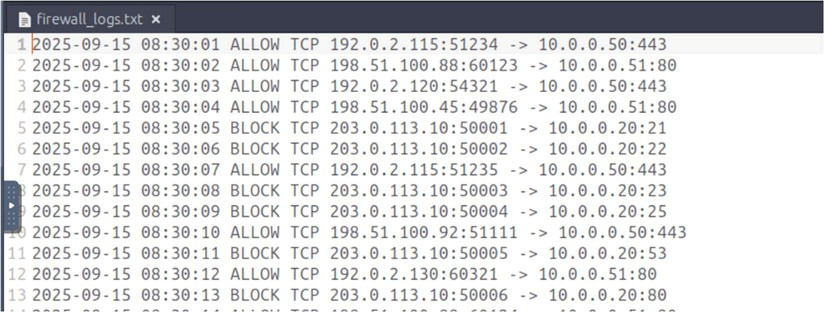 firewall_logs.txt ×
1 2025-09-15 08:30:01 ALLOW TCP 192.0.2.115:51234 -> 10.0.0.50:443
2 2025-09-15 08:30:02 ALLOW TCP 198.51.100.88:60123 -> 10.0.0.51:80
3 2025-09-15 08:30:03 ALLOW TCP 192.0.2.120:54321 -> 10.0.0.50:443
4 2025-09-15 08:30:04 ALLOW TCP 198.51.100.45:49876 -> 10.0.0.51:80
5 2025-09-15 08:30:05 BLOCK TCP 203.0.113.10:50001 -> 10.0.0.20:21
6 2025-09-15 08:30:06 BLOCK TCP 203.0.113.10:50002 -> 10.0.0.20:22
7 2025-09-15 08:30:07 ALLOW TCP 192.0.2.115:51235 -> 10.0.0.50:443
8 2025-09-15 08:30:08 BLOCK TCP 203.0.113.10:50003 -> 10.0.0.20:23
9 2025-09-15 08:30:09 BLOCK TCP 203.0.113.10:50004 -> 10.0.0.20:25
10 2025-09-15 08:30:10 ALLOW TCP 198.51.100.92:51111 -> 10.0.0.50:443
11 2025-09-15 08:30:11 BLOCK TCP 203.0.113.10:50005 -> 10.0.0.20:53
12 2025-09-15 08:30:12 ALLOW TCP 192.0.2.130:60321 -> 10.0.0.51:80
13 2025-09-15 08:30:13 BLOCK TCP 203.0.113.10:50006 -> 10.0.0.20:80